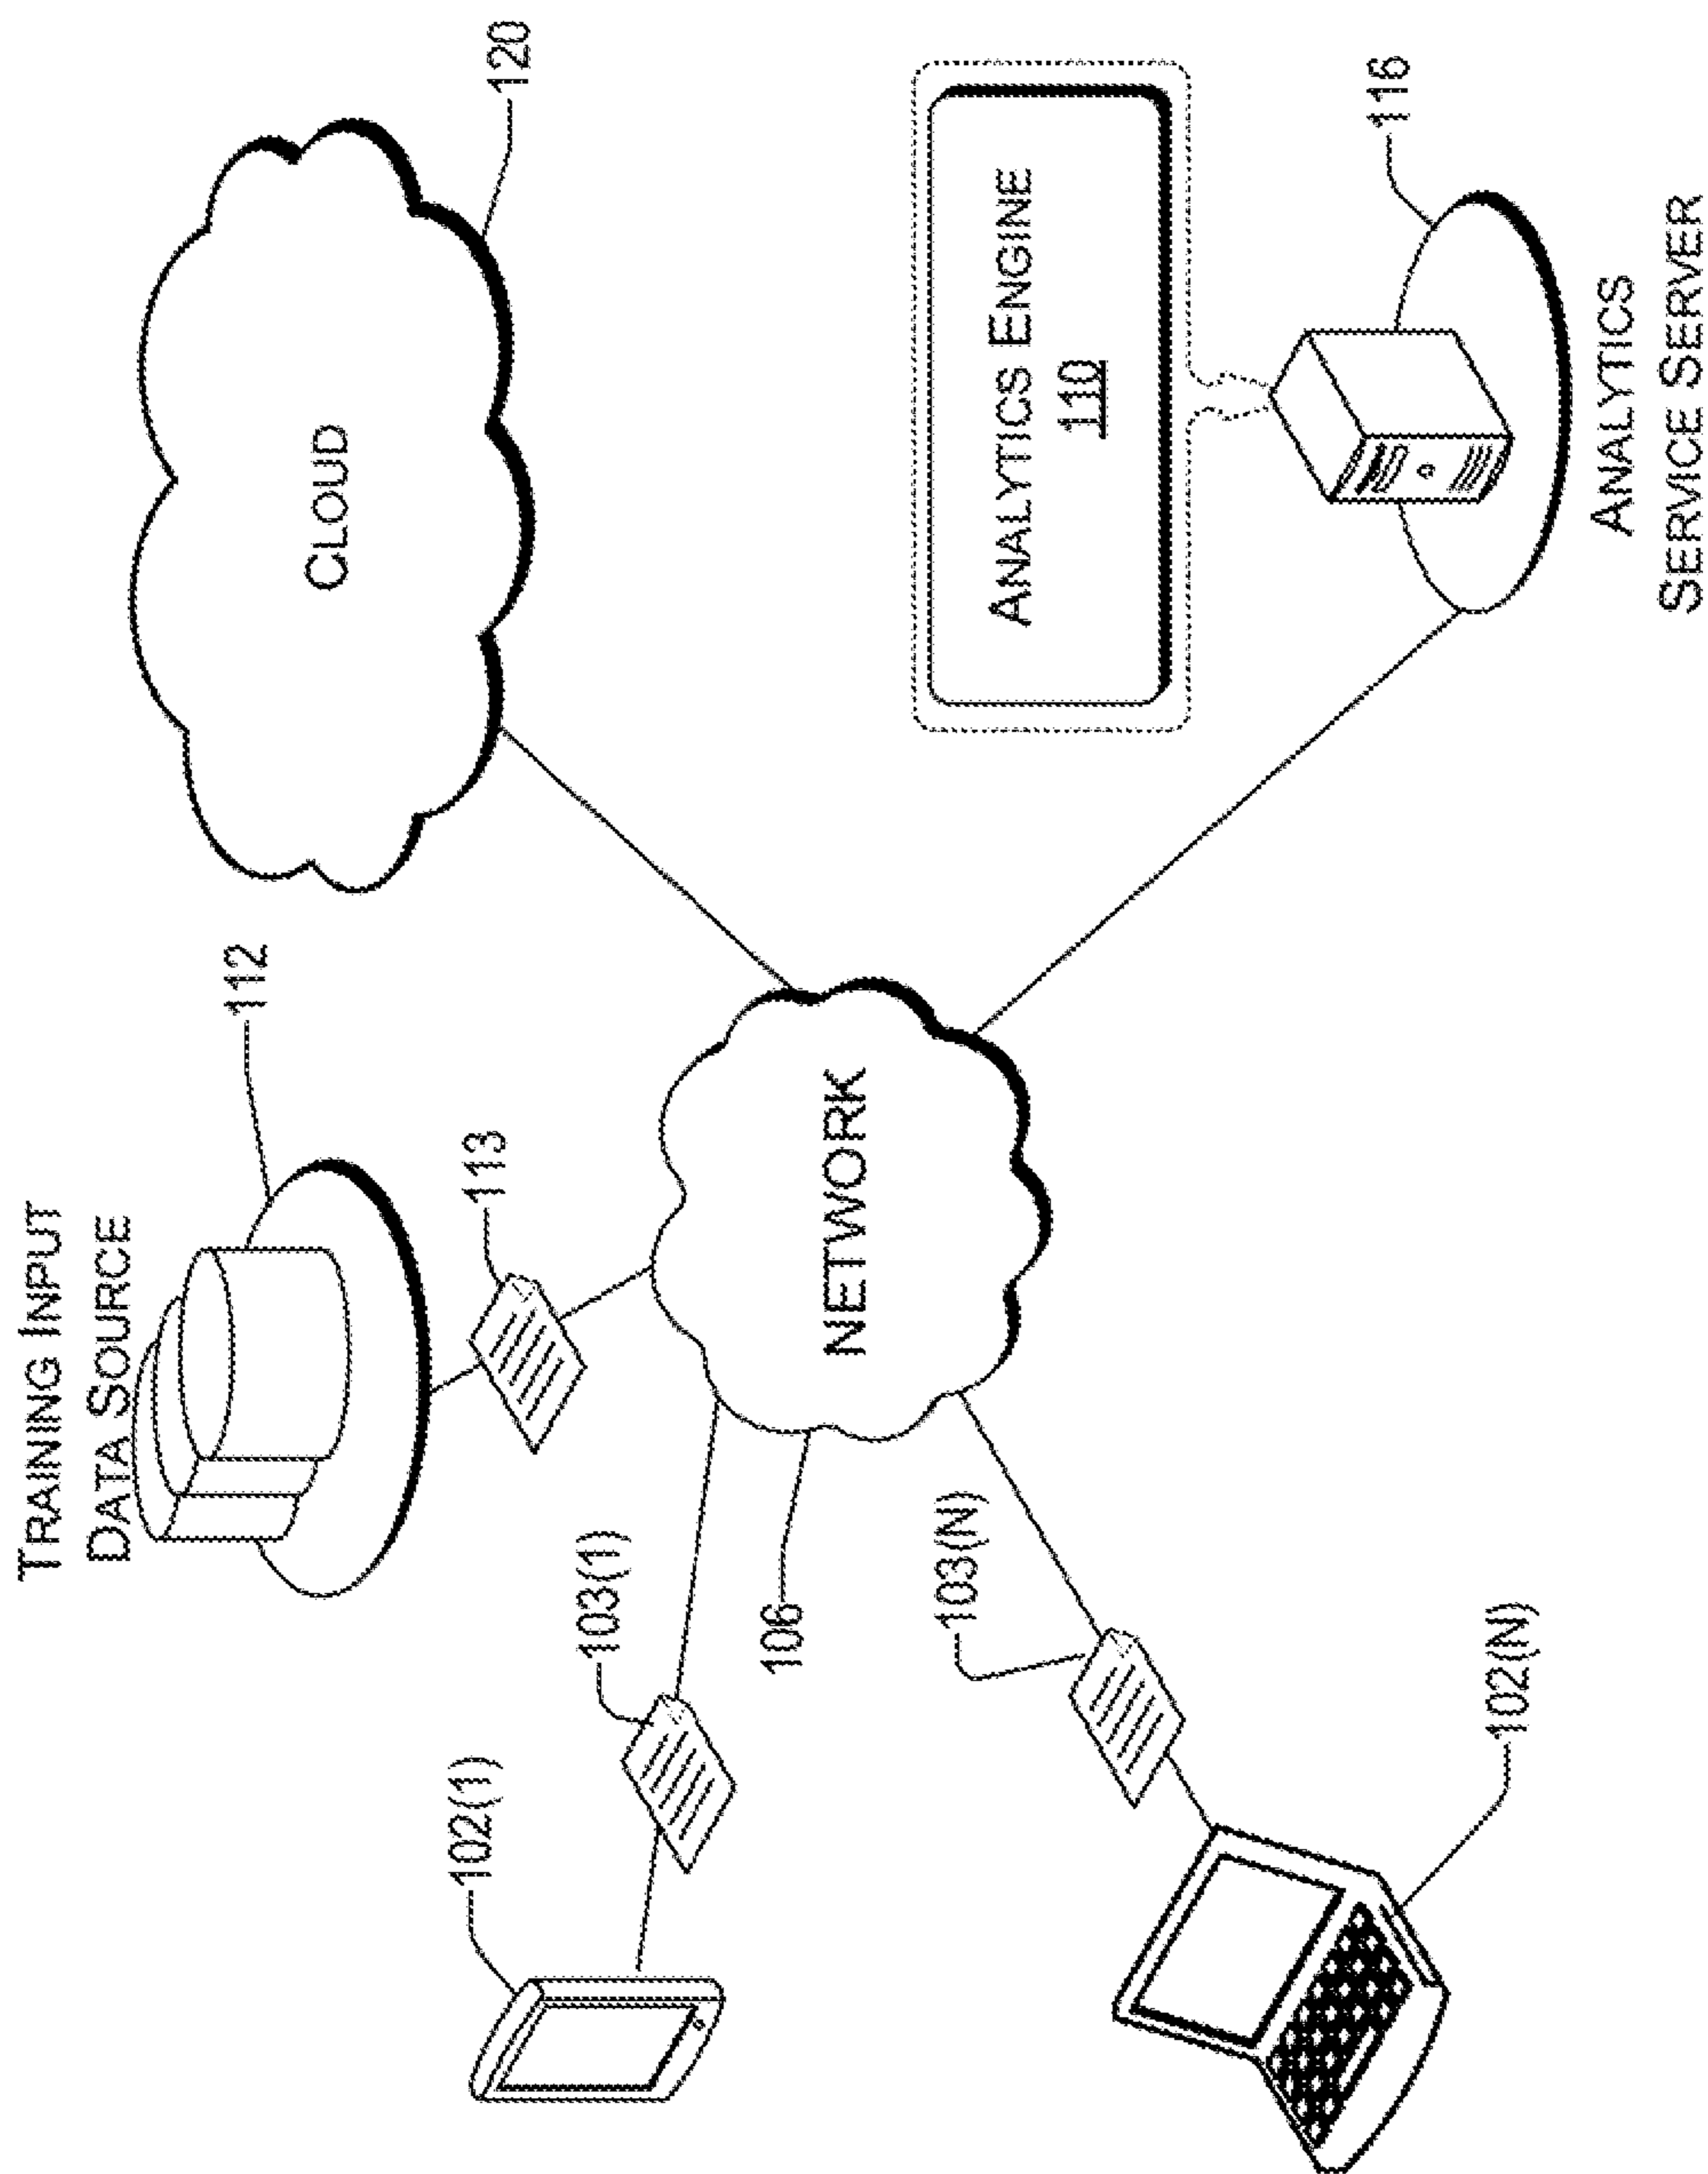 TRAINING INPUT
DATA SOURCE
112
CLOUD
120
102(1)
103(1)
113
106
NETWORK
103(N)
102(N)
ANALYTICS ENGINE
110
116
ANALYTICS
SERVICE SERVER